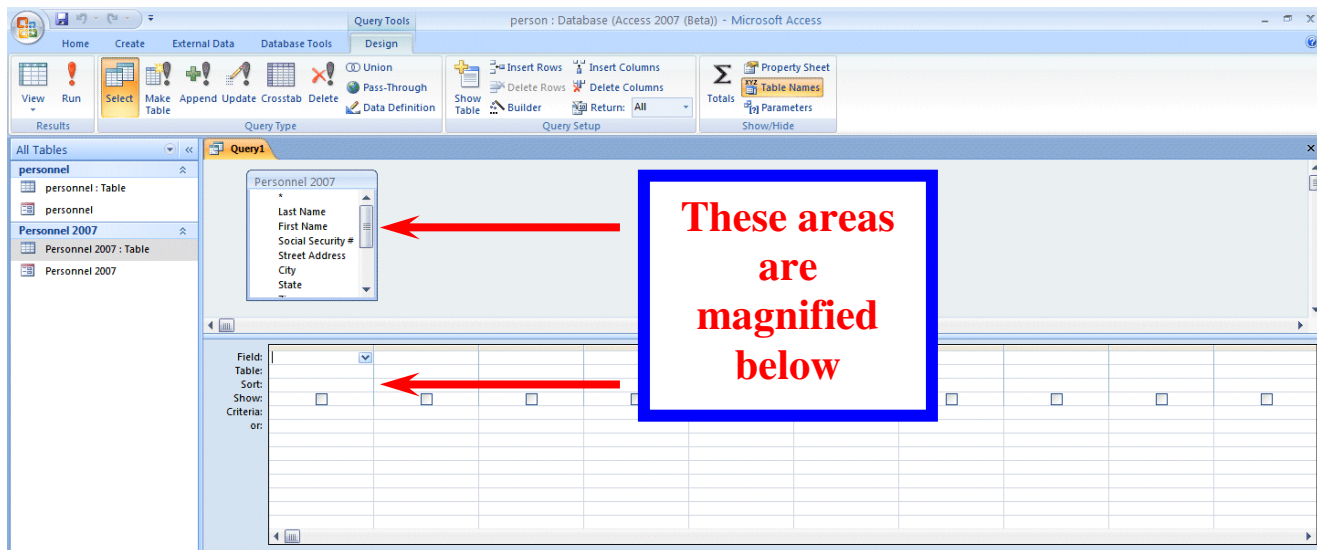 Query Tools
person : Database (Access 2007 (Beta)) - Microsoft Access
Home Create External Data Database Tools Design
View
Run
Select
Make Table
Append
Update
Crosstab
Delete
Union
Pass-Through
Data Definition
Show Table
Insert Rows
Delete Rows
Builder
Insert Columns
Delete Columns
Return: All
Σ
Totals
Property Sheet
XYZ
Table Names
[?] Parameters
Results
Query Type
Query Setup
Show/Hide
All Tables
personnel
personnel : Table
personnel
Personnel 2007
Personnel 2007 : Table
Personnel 2007
Query1
Personnel 2007
*
Last Name
First Name
Social Security #
Street Address
City
State
These areas
are
magnified
below
Field:
Table:
Sort:
Show:
Criteria:
or: